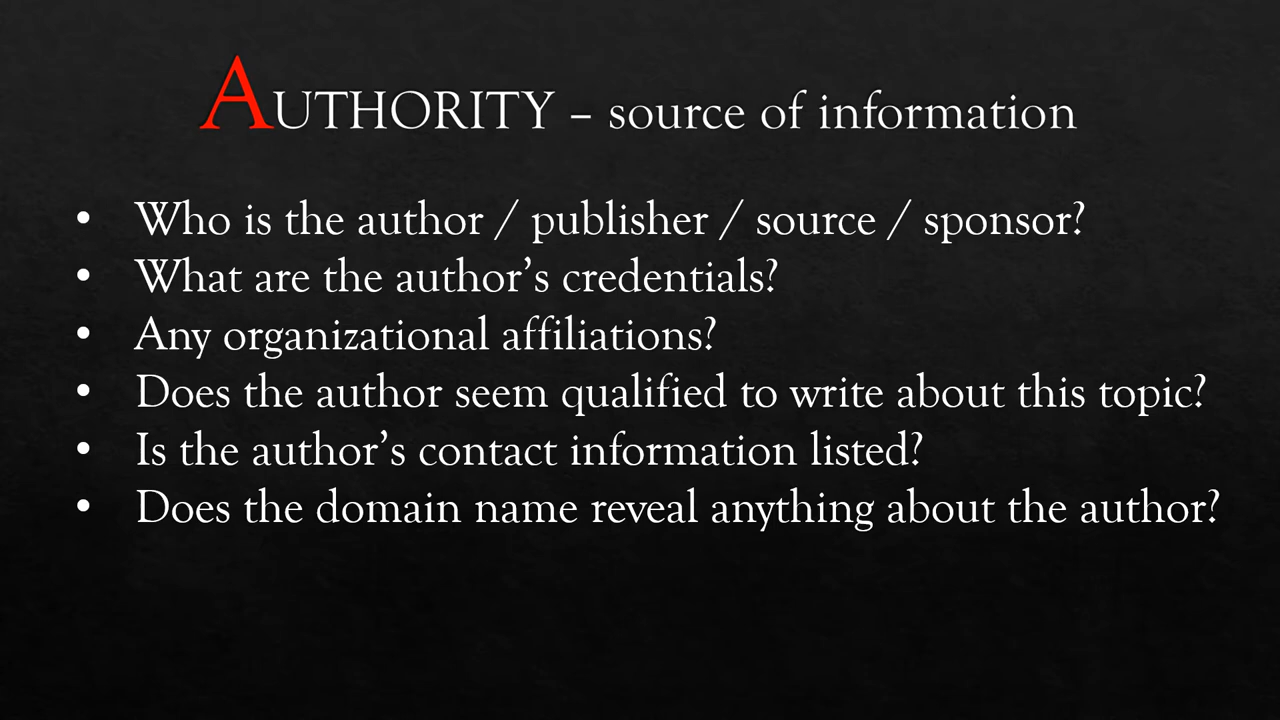 AUTHORITY – source of information
• Who is the author / publisher / source / sponsor?
• What are the author’s credentials?
• Any organizational affiliations?
• Does the author seem qualified to write about this topic?
• Is the author’s contact information listed?
• Does the domain name reveal anything about the author?